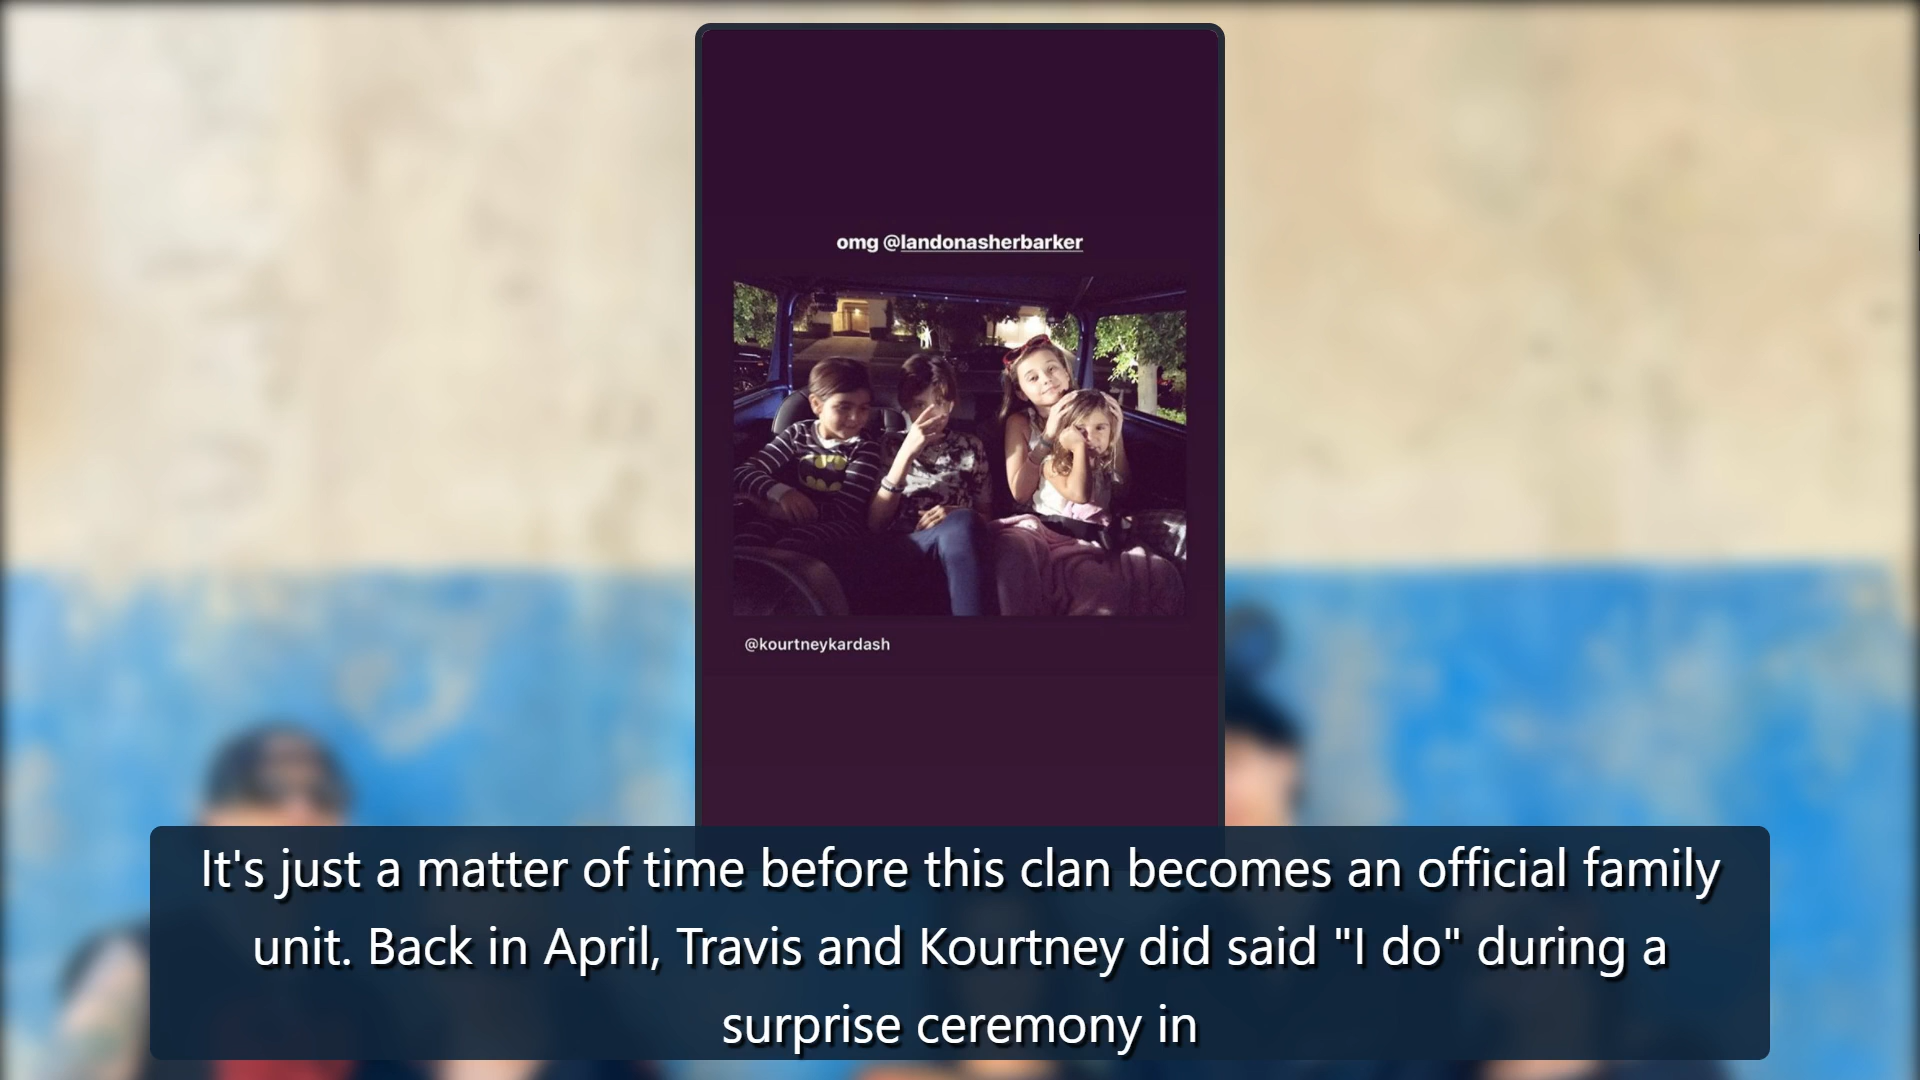 omg @landonasherbarker
@kourtneykardash
It's just a matter of time before this clan becomes an official family
unit. Back in April, Travis and Kourtney did said "I do" during a
surprise ceremony in